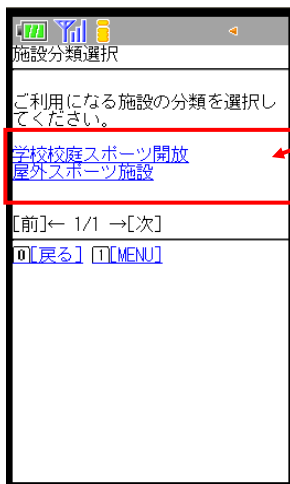 施設分類選択
ご利用になる施設の分類を選択し
てください。
学校校庭スポーツ開放
屋外スポーツ施設
[前]← 1/1 →[次]
0[戻る] 1[MENU]